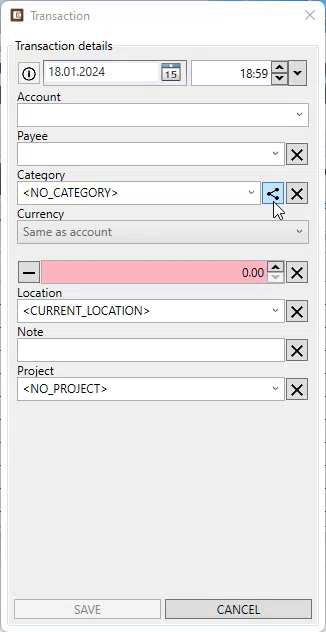 Transaction
Transaction details
18.01.2024 15 18:59
Account
Payee
Category
<NO_CATEGORY>
Currency
Same as account
0.00
Location
<CURRENT_LOCATION>
Note
Project
<NO_PROJECT>
SAVE CANCEL